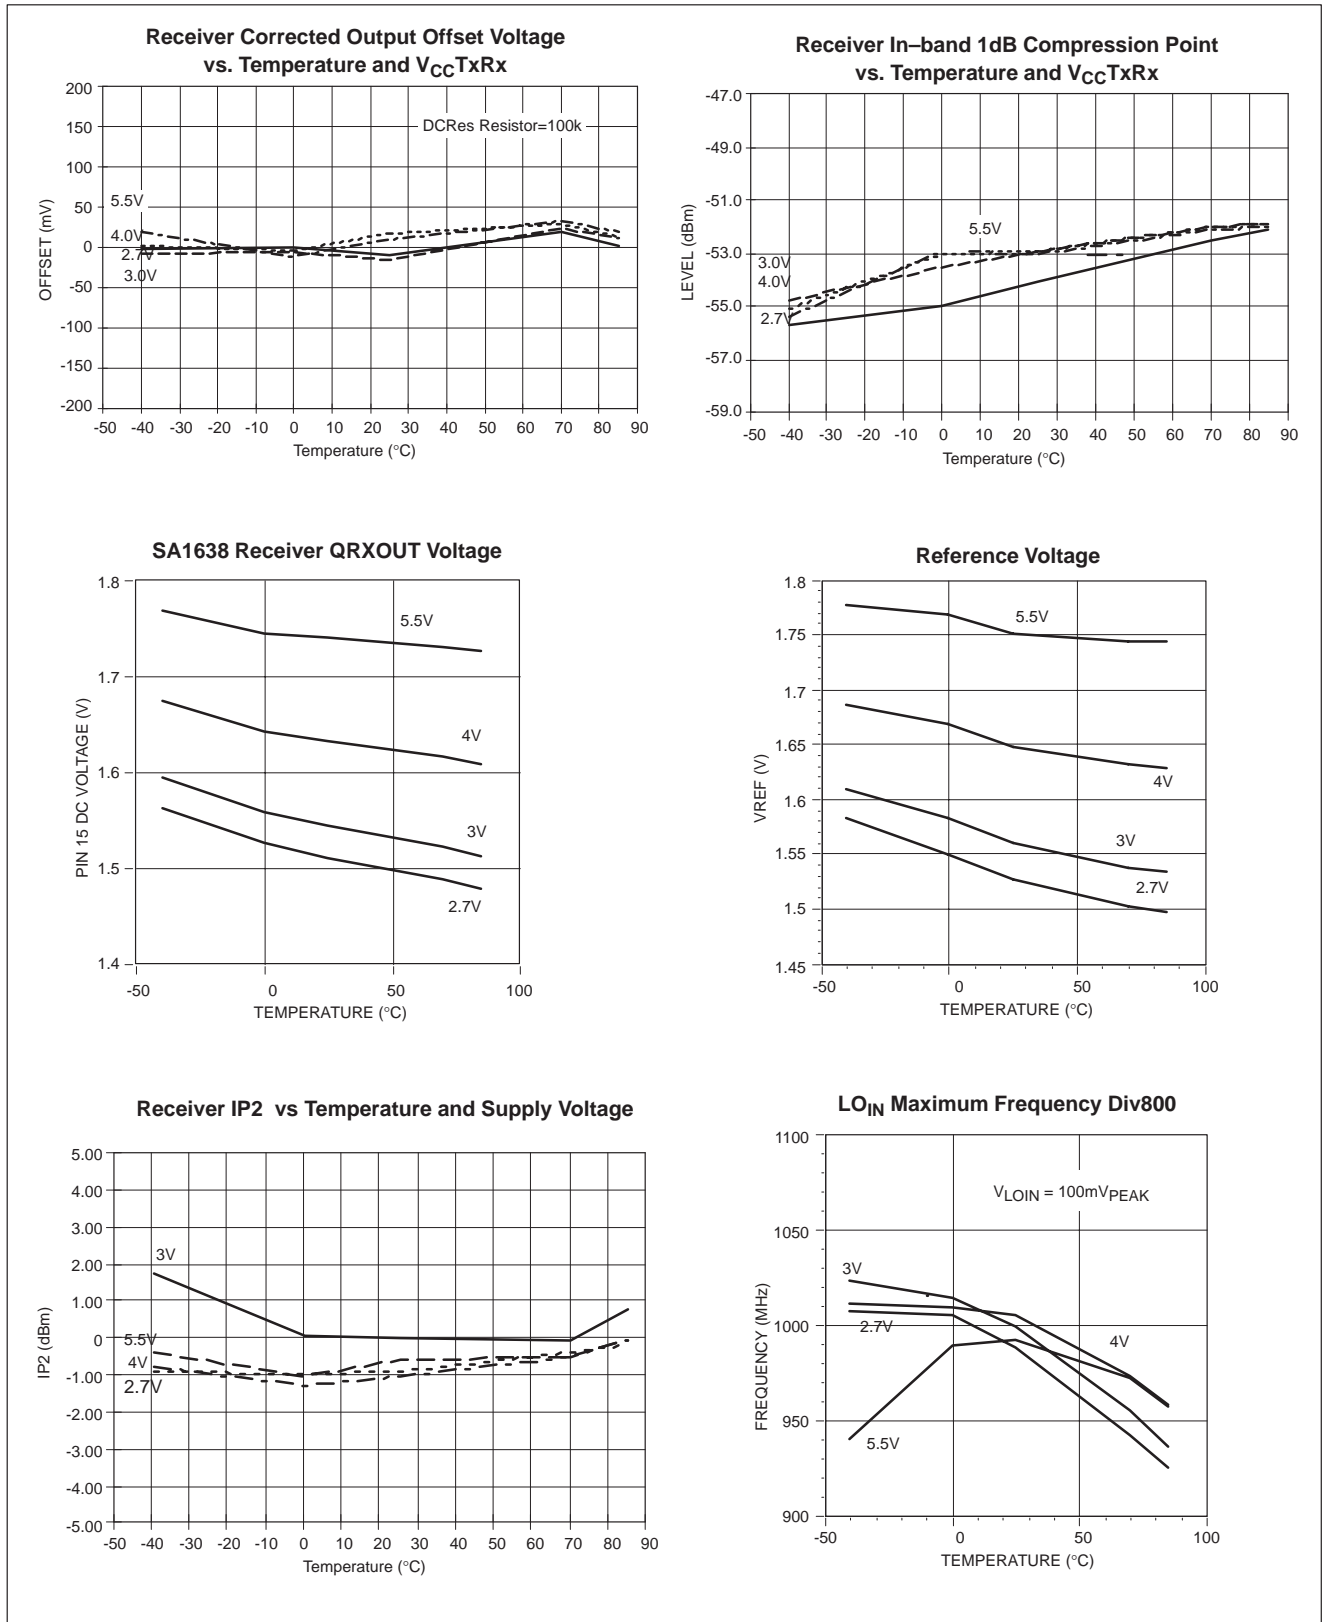 Receiver Corrected Output Offset Voltage
vs. Temperature and VCCTxRx
200
150
100
50
0
-50
-100
-150
-200
OFFSET (mV)
DCRes Resistor=100k
5.5V
4.0V
2.7V
3.0V
-50 -40 -30 -20 -10 0 10 20 30 40 50 60 70 80 90
Temperature (°C)
Receiver In–band 1dB Compression Point
vs. Temperature and VCCTxRx
-47.0
-49.0
-51.0
-53.0
-55.0
-57.0
-59.0
LEVEL (dBm)
5.5V
3.0V
4.0V
2.7V
-50 -40 -30 -20 -10 0 10 20 30 40 50 60 70 80 90
Temperature (°C)
SA1638 Receiver QRXOUT Voltage
1.8
1.7
1.6
1.5
1.4
PIN 15 DC VOLTAGE (V)
5.5V
4V
3V
2.7V
-50 0 50 100
TEMPERATURE (°C)
Reference Voltage
1.8
1.75
1.7
1.65
1.6
1.55
1.5
1.45
VREF (V)
5.5V
4V
3V
2.7V
-50 0 50 100
TEMPERATURE (°C)
Receiver IP2 vs Temperature and Supply Voltage
5.00
4.00
3.00
2.00
1.00
0
-1.00
-2.00
-3.00
-4.00
-5.00
IP2 (dBm)
3V
5.5V
4V
2.7V
-50 -40 -30 -20 -10 0 10 20 30 40 50 60 70 80 90
Temperature (°C)
LOIN Maximum Frequency Div800
1100
1050
1000
950
900
FREQUENCY (MHz)
VLOIN = 100mVPEAK
3V
2.7V
4V
5.5V
-50 0 50 100
TEMPERATURE (°C)